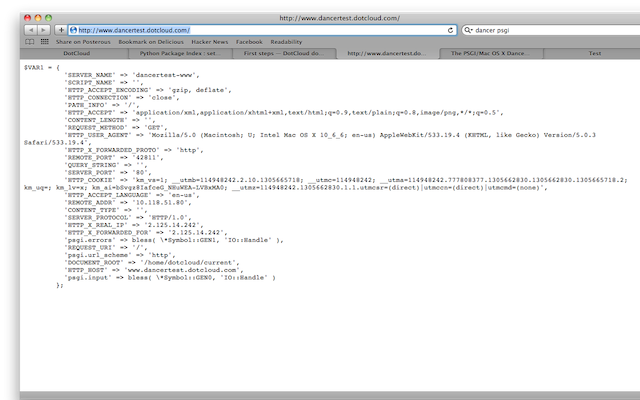 http://www.dancertest.dotcloud.com/
http://www.dancertest.dotcloud.com/
dancer psgi
Share on Posterous Bookmark on Delicious Hacker News Facebook Readability
DotCloud Python Package Index : set... First steps — DotCloud do... http://www.dancertest.do... The PSGI/Mac OS X Dance... Test
$VAR1 = {
'SERVER_NAME' => 'dancertest-www',
'SCRIPT_NAME' => '',
'HTTP_ACCEPT_ENCODING' => 'gzip, deflate',
'HTTP_CONNECTION' => 'close',
'PATH_INFO' => '/',
'HTTP_ACCEPT' => 'application/xml,application/xhtml+xml,text/html;q=0.9,text/plain;q=0.8,image/png,*/*;q=0.5',
'CONTENT_LENGTH' => '',
'REQUEST_METHOD' => 'GET',
'HTTP_USER_AGENT' => 'Mozilla/5.0 (Macintosh; U; Intel Mac OS X 10_6_6; en-us) AppleWebKit/533.19.4 (KHTML, like Gecko) Version/5.0.3
Safari/533.19.4',
'HTTP_X_FORWARDED_PROTO' => 'http',
'REMOTE_PORT' => '42811',
'QUERY_STRING' => '',
'SERVER_PORT' => '80',
'HTTP_COOKIE' => 'km_vs=1; __utmb=114948242.2.10.1305665718; __utmc=114948242; __utma=114948242.777808377.1305662830.1305662830.1305665718.2;
km_uq=; km_lv=x; km_ai=bSvgz8IafceG_NEuWEA-LVBxMA0; __utmz=114948242.1305662830.1.1.utmcsr=(direct)|utmccn=(direct)|utmcmd=(none)',
'HTTP_ACCEPT_LANGUAGE' => 'en-us',
'REMOTE_ADDR' => '10.118.51.80',
'CONTENT_TYPE' => '',
'SERVER_PROTOCOL' => 'HTTP/1.0',
'HTTP_X_REAL_IP' => '2.125.14.242',
'HTTP_X_FORWARDED_FOR' => '2.125.14.242',
'psgi.errors' => bless( \*Symbol::GEN1, 'IO::Handle' ),
'REQUEST_URI' => '/',
'psgi.url_scheme' => 'http',
'DOCUMENT_ROOT' => '/home/dotcloud/current',
'HTTP_HOST' => 'www.dancertest.dotcloud.com',
'psgi.input' => bless( \*Symbol::GEN0, 'IO::Handle' )
};